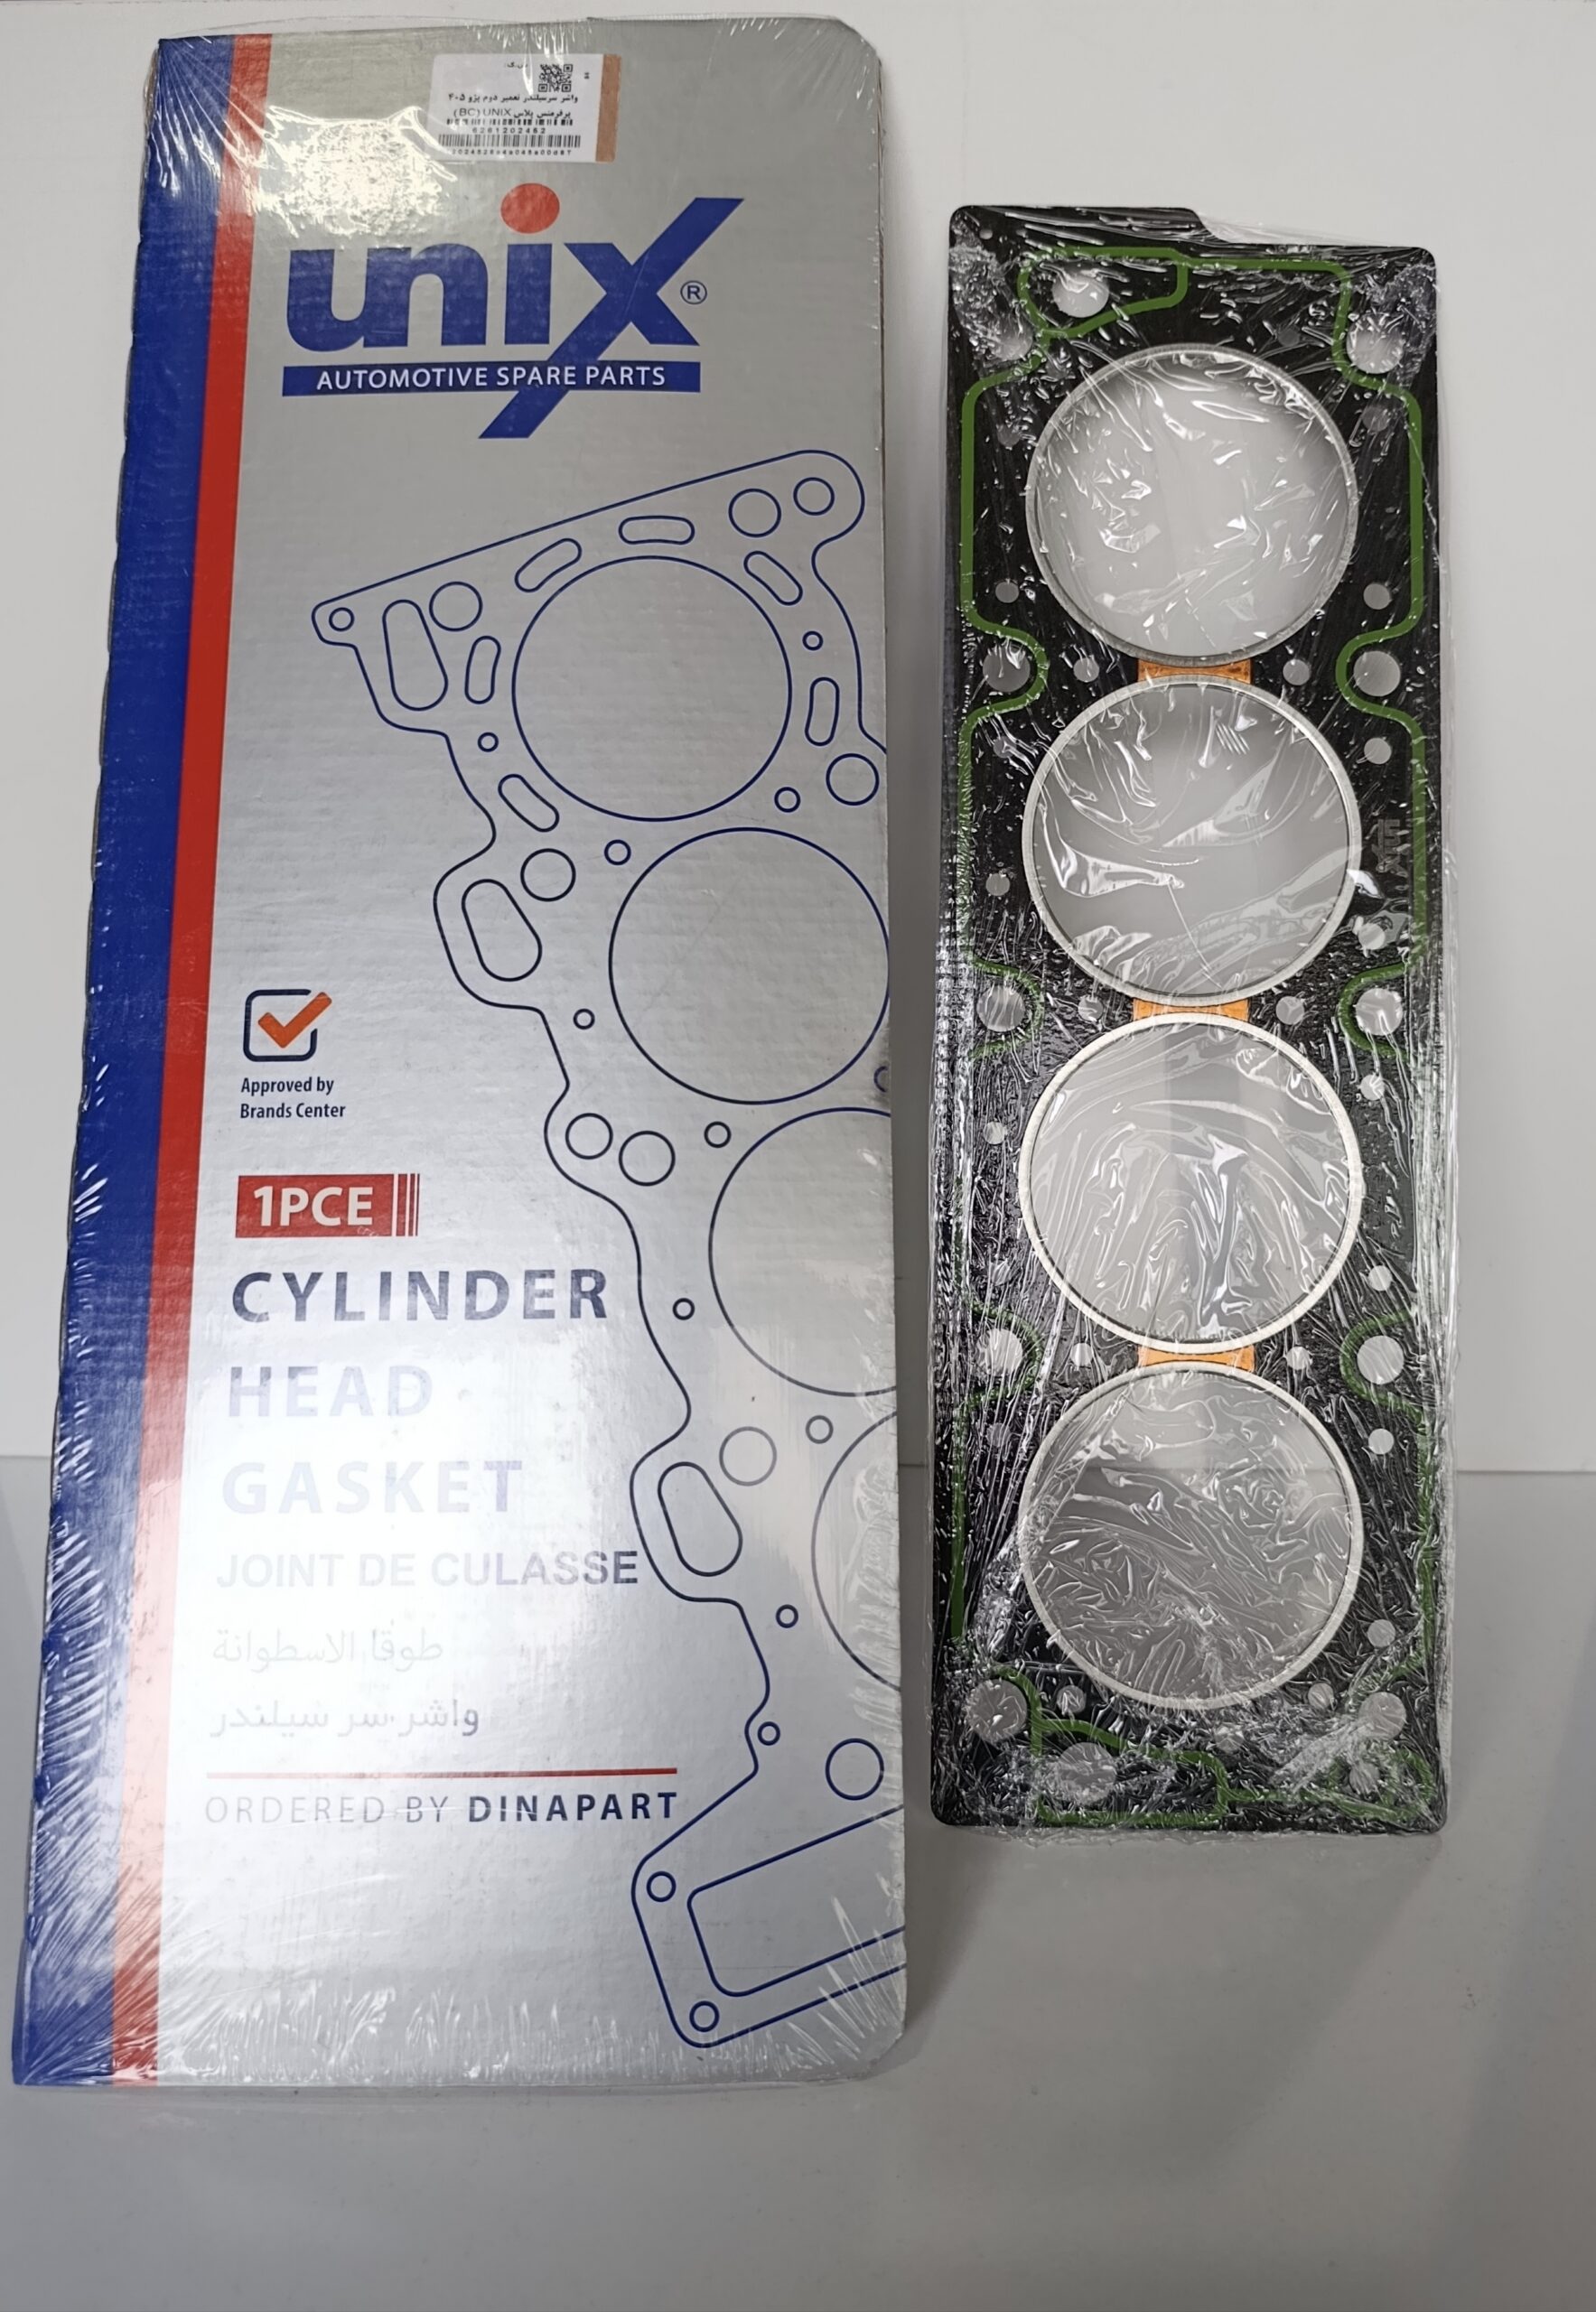 واشر سرسیلندر تعمیر دوم پژو ۴۰۵
پرفرمنس پلاس UNIX (BC)
6261202462
unix®
AUTOMOTIVE SPARE PARTS
Approved by
Brands Center
1PCE
CYLINDER
HEAD
GASKET
JOINT DE CULASSE
طوقا الاسطوانة
واشر سر سیلندر
ORDERED BY DINAPART